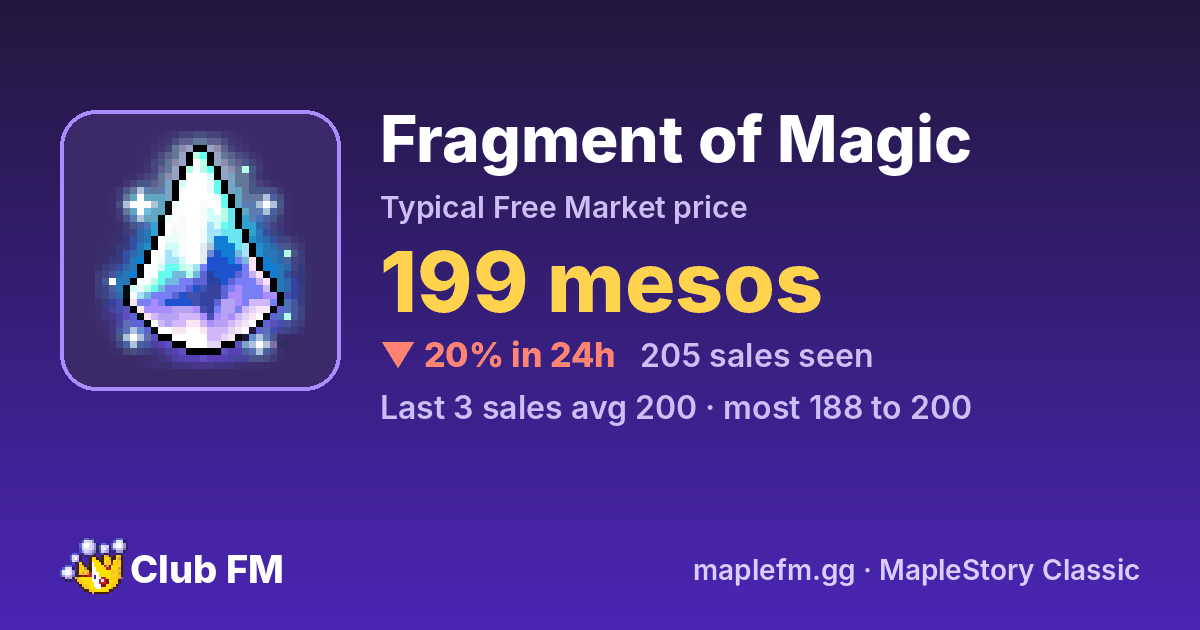 Fragment of Magic
Typical Free Market price
199 mesos
▼ 20% in 24h 205 sales seen
Last 3 sales avg 200 · most 188 to 200
Club FM
maplefm.gg · MapleStory Classic